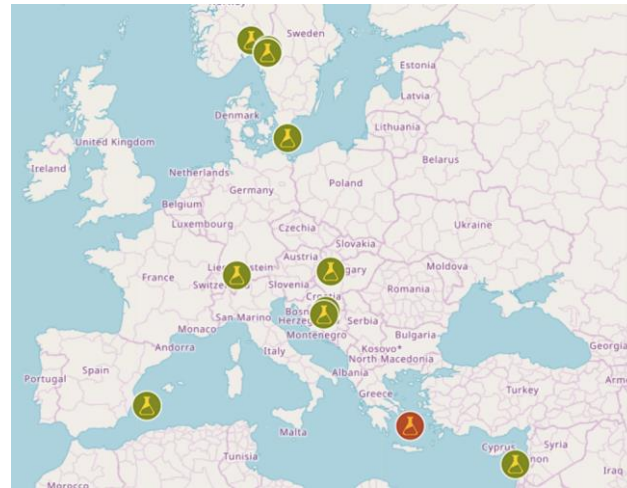 Sweden
Estonia
Latvia
Denmark
Lithuania
United Kingdom
Belarus
Ireland
Netherlands
Germany
Poland
Belgium
Luxembourg
Czechia
Ukraine
Slovakia
Austria
Moldova
France
Switzer
Slovenia
Romania
Croatia
San Marino
Serbia
Monaco
Montenegro
Bulgaria
Andorra
Italy
Kosovo*
North Macedonia
Georgia
Portugal
Spain
Albania
Greece
Turkey
Malta
Cyprus
Syria
Tunisia
Iraq
Morocco